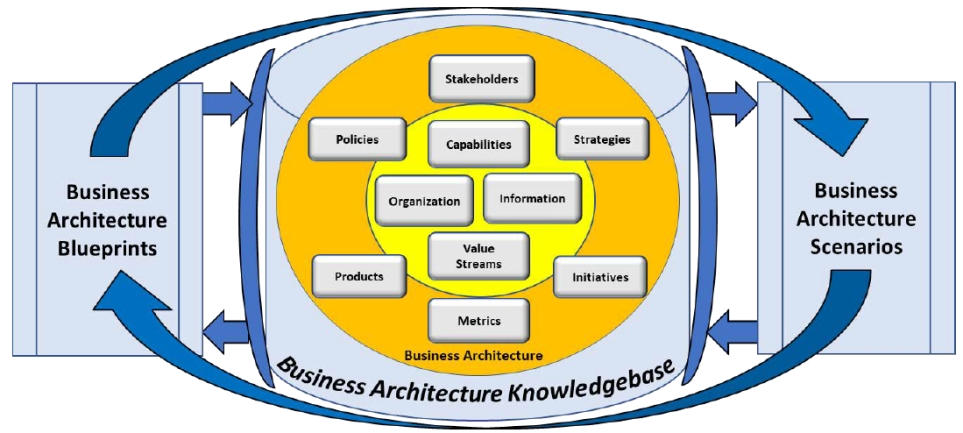 Stakeholders
Policies
Capabilities
Strategies
Business
Architecture
Blueprints
Organization
Information
Business
Architecture
Scenarios
Value
Streams
Products
Initiatives
Metrics
Business Architecture
Business Architecture Knowledgebase